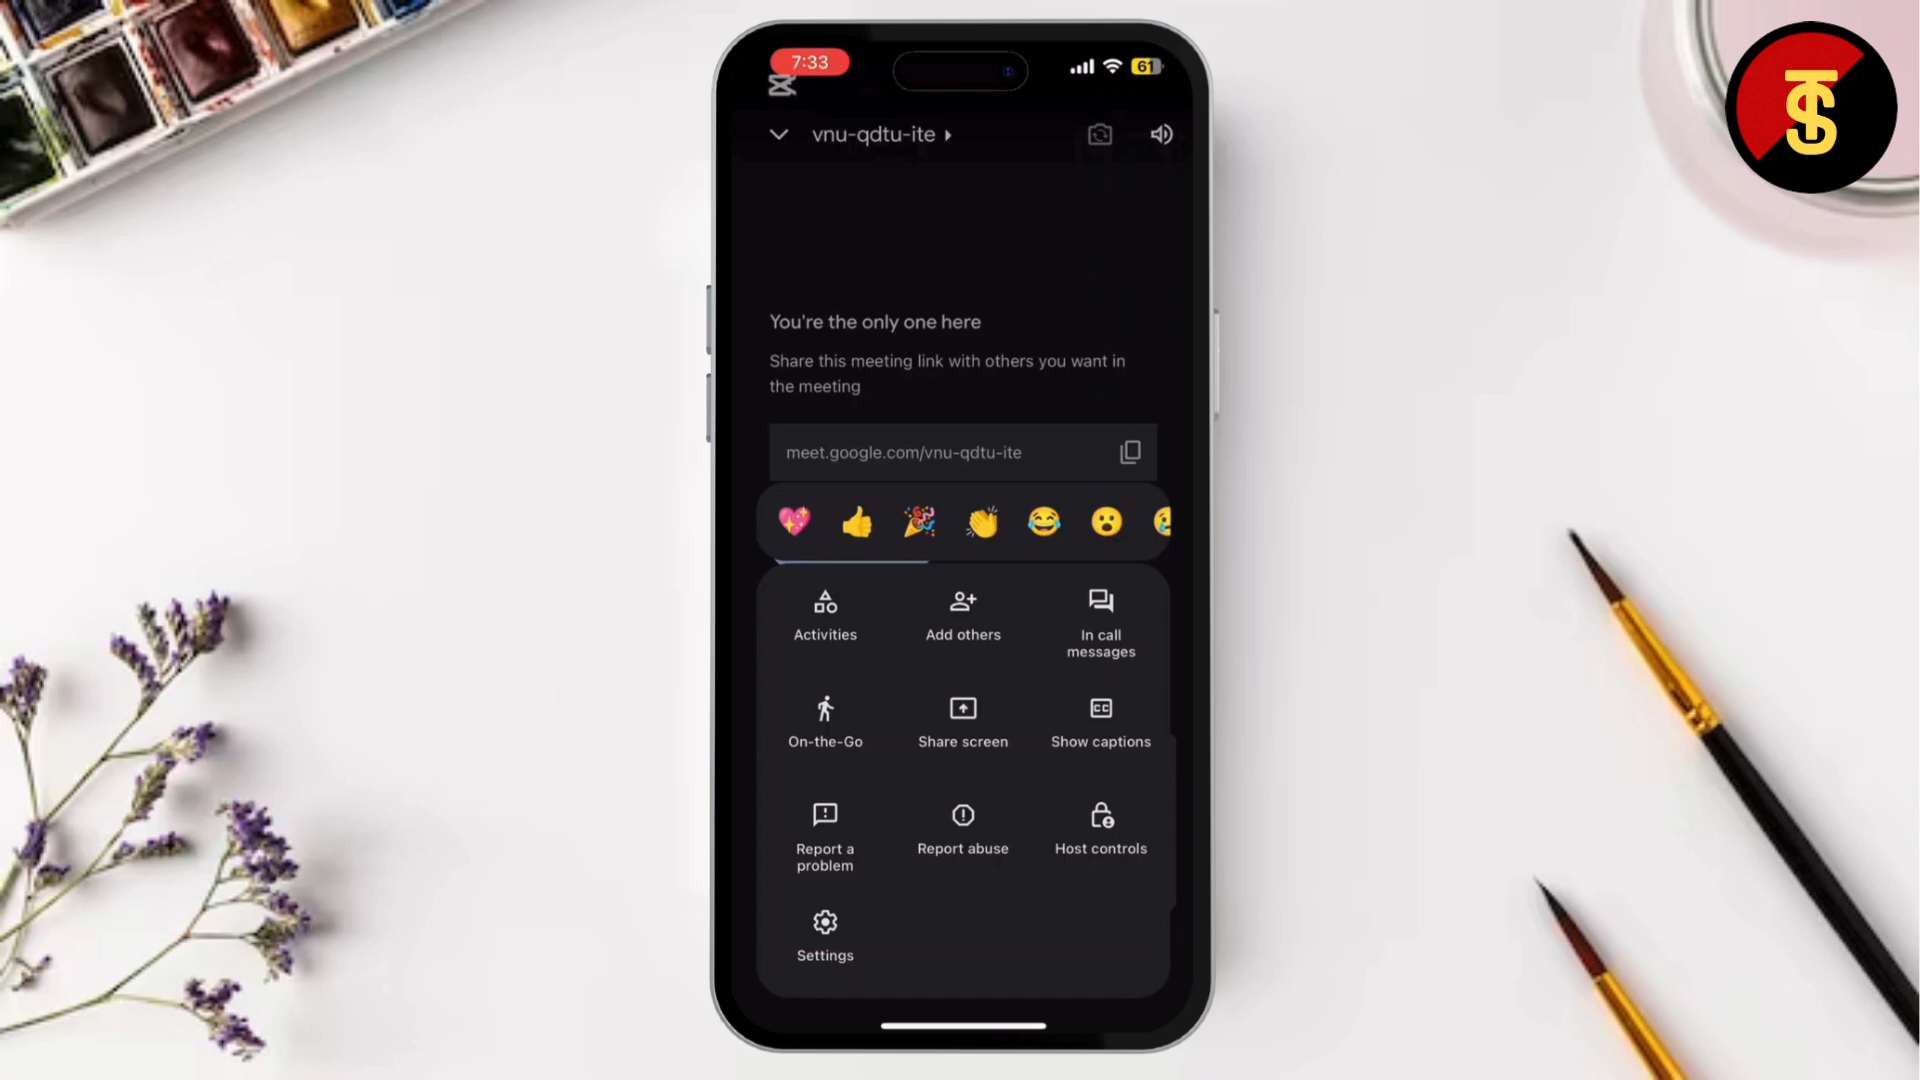 7:33
61
vnu-qdtu-ite
You're the only one here
Share this meeting link with others you want in
the meeting
meet.google.com/vnu-qdtu-ite
Activities
Add others
In call
messages
On-the-Go
Share screen
CC
Show captions
Report a
problem
Report abuse
Host controls
Settings